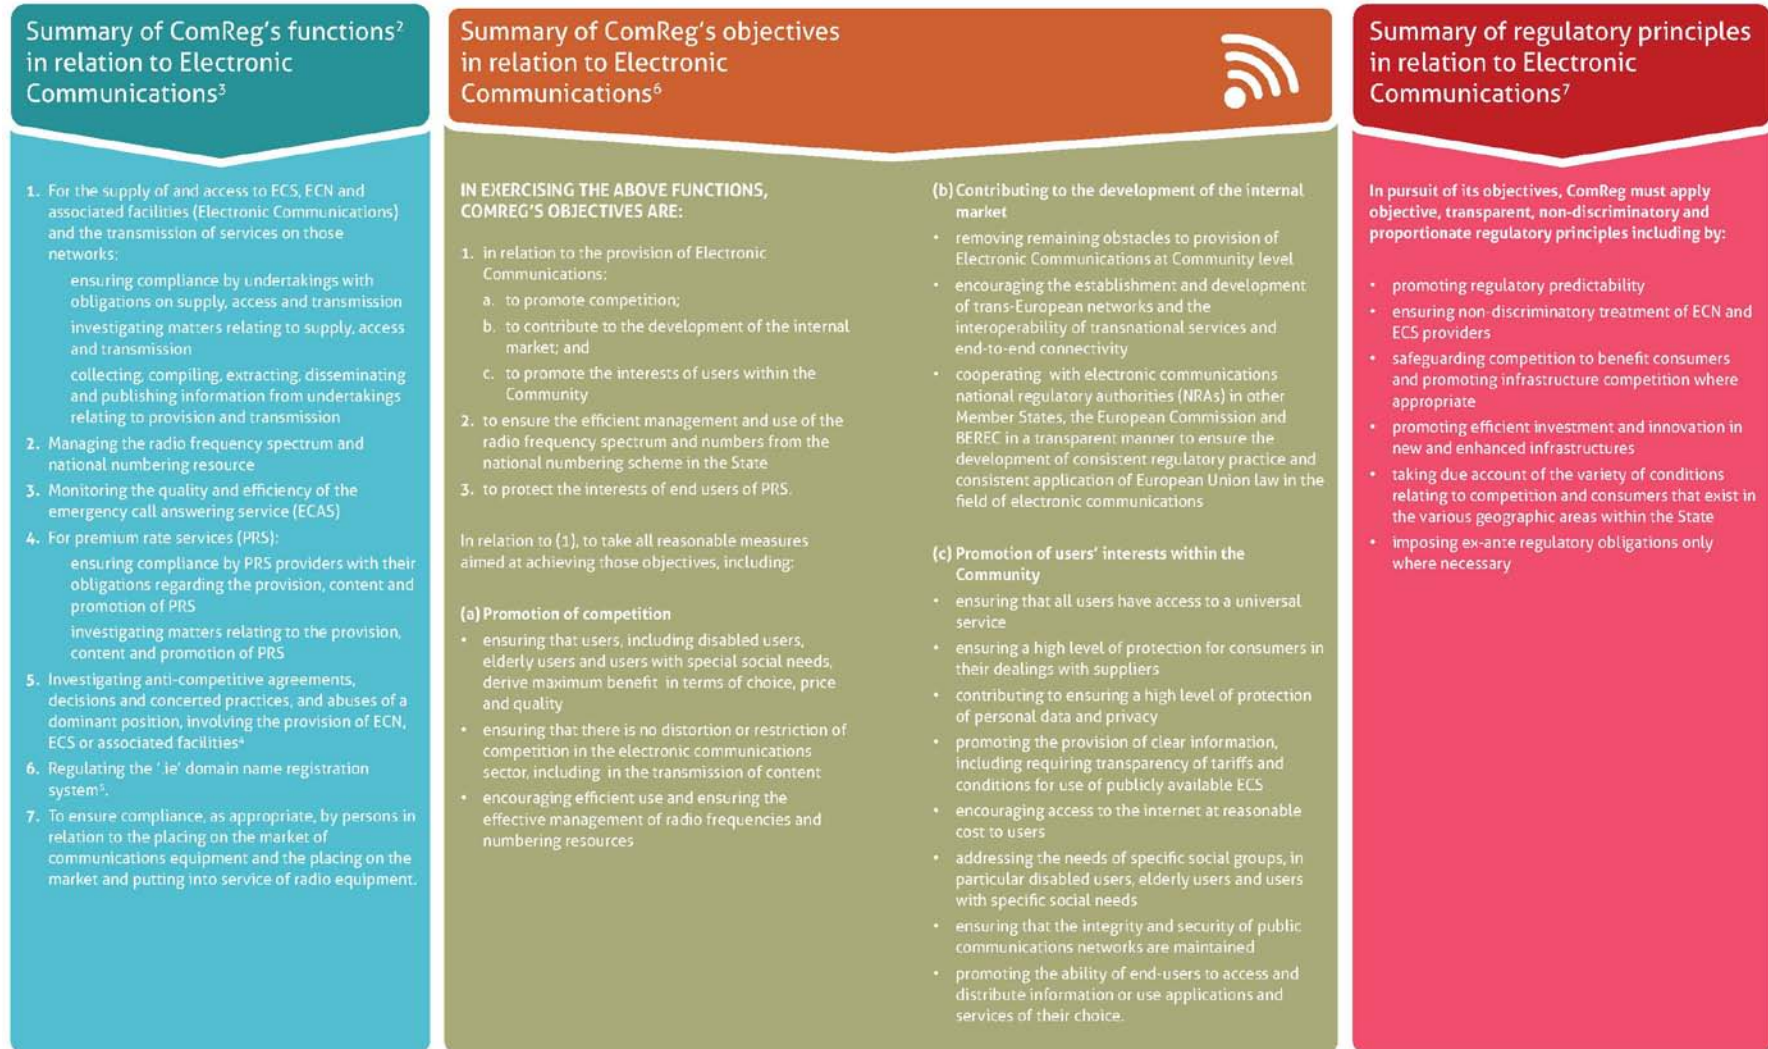 Summary of ComReg's functions²
in relation to Electronic
Communications³
1. For the supply of and access to ECS, ECN and
associated facilities (Electronic Communications)
and the transmission of services on those
networks:
ensuring compliance by undertakings with
obligations on supply, access and transmission
investigating matters relating to supply, access
and transmission
collecting, compiling, extracting, disseminating
and publishing information from undertakings
relating to provision and transmission
2. Managing the radio frequency spectrum and
national numbering resource
3. Monitoring the quality and efficiency of the
emergency call answering service (ECAS)
4. For premium rate services (PRS):
ensuring compliance by PRS providers with their
obligations regarding the provision, content and
promotion of PRS
investigating matters relating to the provision,
content and promotion of PRS
5. Investigating anti-competitive agreements,
decisions and concerted practices, and abuses of a
dominant position, involving the provision of ECN,
ECS or associated facilities⁴
6. Regulating the '.ie' domain name registration
system⁵.
7. To ensure compliance, as appropriate, by persons in
relation to the placing on the market of
communications equipment and the placing on the
market and putting into service of radio equipment.
Summary of ComReg's objectives
in relation to Electronic
Communications⁶
IN EXERCISING THE ABOVE FUNCTIONS,
COMREG'S OBJECTIVES ARE:
1. in relation to the provision of Electronic
Communications:
a. to promote competition;
b. to contribute to the development of the internal
market; and
c. to promote the interests of users within the
Community
2. to ensure the efficient management and use of the
radio frequency spectrum and numbers from the
national numbering scheme in the State
3. to protect the interests of end users of PRS.
In relation to (1), to take all reasonable measures
aimed at achieving those objectives, including:
(a) Promotion of competition
• ensuring that users, including disabled users,
elderly users and users with special social needs,
derive maximum benefit in terms of choice, price
and quality
• ensuring that there is no distortion or restriction of
competition in the electronic communications
sector, including in the transmission of content
• encouraging efficient use and ensuring the
effective management of radio frequencies and
numbering resources
(b) Contributing to the development of the internal
market
• removing remaining obstacles to provision of
Electronic Communications at Community level
• encouraging the establishment and development
of trans-European networks and the
interoperability of transnational services and
end-to-end connectivity
• cooperating with electronic communications
national regulatory authorities (NRAs) in other
Member States, the European Commission and
BEREC in a transparent manner to ensure the
development of consistent regulatory practice and
consistent application of European Union law in the
field of electronic communications
(c) Promotion of users' interests within the
Community
• ensuring that all users have access to a universal
service
• ensuring a high level of protection for consumers in
their dealings with suppliers
• contributing to ensuring a high level of protection
of personal data and privacy
• promoting the provision of clear information,
including requiring transparency of tariffs and
conditions for use of publicly available ECS
• encouraging access to the internet at reasonable
cost to users
• addressing the needs of specific social groups, in
particular disabled users, elderly users and users
with specific social needs
• ensuring that the integrity and security of public
communications networks are maintained
• promoting the ability of end-users to access and
distribute information or use applications and
services of their choice.
Summary of regulatory principles
in relation to Electronic
Communications⁷
In pursuit of its objectives, ComReg must apply
objective, transparent, non-discriminatory and
proportionate regulatory principles including by:
• promoting regulatory predictability
• ensuring non-discriminatory treatment of ECN and
ECS providers
• safeguarding competition to benefit consumers
and promoting infrastructure competition where
appropriate
• promoting efficient investment and innovation in
new and enhanced infrastructures
• taking due account of the variety of conditions
relating to competition and consumers that exist in
the various geographic areas within the State
• imposing ex-ante regulatory obligations only
where necessary